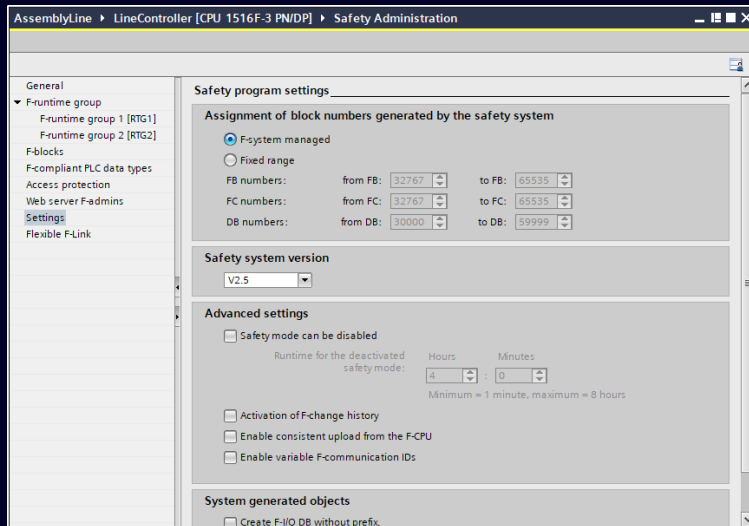 AssemblyLine ▸ LineController [CPU 1516F-3 PN/DP] ▸ Safety Administration
General
F-runtime group
F-runtime group 1 [RTG1]
F-runtime group 2 [RTG2]
F-blocks
F-compliant PLC data types
Access protection
Web server F-admins
Settings
Flexible F-Link
Safety program settings
Assignment of block numbers generated by the safety system
F-system managed
Fixed range
FB numbers: from FB: 32767 to FB: 65535
FC numbers: from FC: 32767 to FC: 65535
DB numbers: from DB: 30000 to DB: 59999
Safety system version
V2.5
Advanced settings
Safety mode can be disabled
Runtime for the deactivated Hours Minutes
safety mode: 4 : 0
Minimum = 1 minute, maximum = 8 hours
Activation of F-change history
Enable consistent upload from the F-CPU
Enable variable F-communication IDs
System generated objects
Create F-I/O DB without prefix.